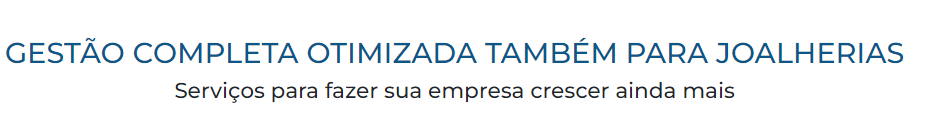 GESTÃO COMPLETA OTIMIZADA TAMBÉM PARA JOALHERIAS
Serviços para fazer sua empresa crescer ainda mais